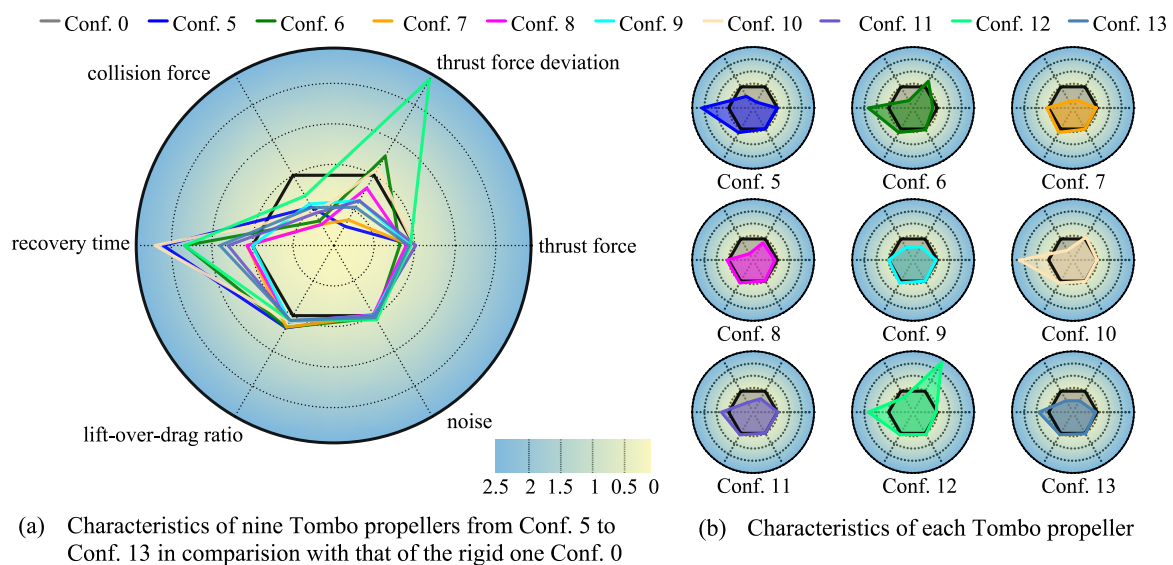 Conf. 0 Conf. 5 Conf. 6 Conf. 7 Conf. 8 Conf. 9 Conf. 10 Conf. 11 Conf. 12 Conf. 13
collision force
thrust force deviation
recovery time
thrust force
lift-over-drag ratio
noise
2.5 2 1.5 1 0.5 0
(a) Characteristics of nine Tombo propellers from Conf. 5 to
Conf. 13 in comparision with that of the rigid one Conf. 0
Conf. 5 Conf. 6 Conf. 7
Conf. 8 Conf. 9 Conf. 10
Conf. 11 Conf. 12 Conf. 13
(b) Characteristics of each Tombo propeller